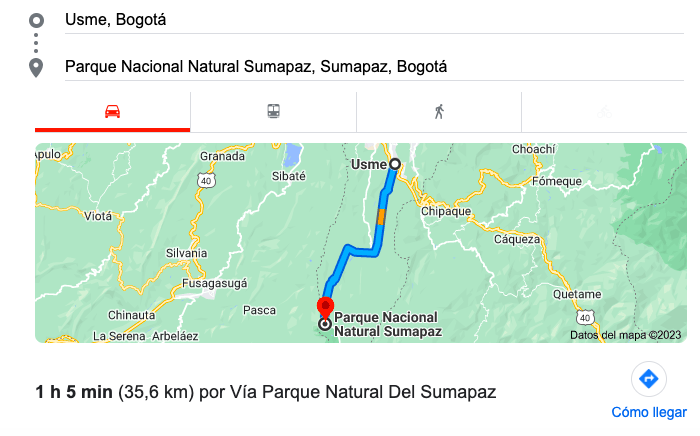 Usme, Bogotá
Parque Nacional Natural Sumapaz, Sumapaz, Bogotá
Apulo
Granada
40
Sibaté
Usme
Choachí
Fómeque
Viotá
Chipaque
Silvania
Cáqueza
Fusagasugá
Quetame
Pasca
Chinauta
Parque Nacional
Natural Sumapaz
40
La Serena
Arbeláez
Datos del mapa ©2023
1 h 5 min (35,6 km) por Vía Parque Natural Del Sumapaz
Cómo llegar